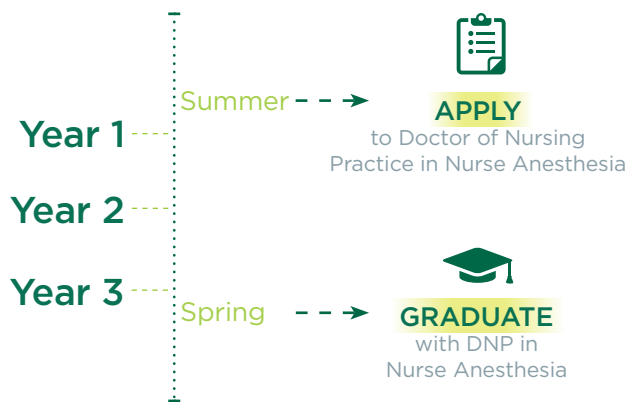 Summer
APPLY
to Doctor of Nursing
Practice in Nurse Anesthesia
Year 1
Year 2
Year 3
Spring
GRADUATE
with DNP in
Nurse Anesthesia